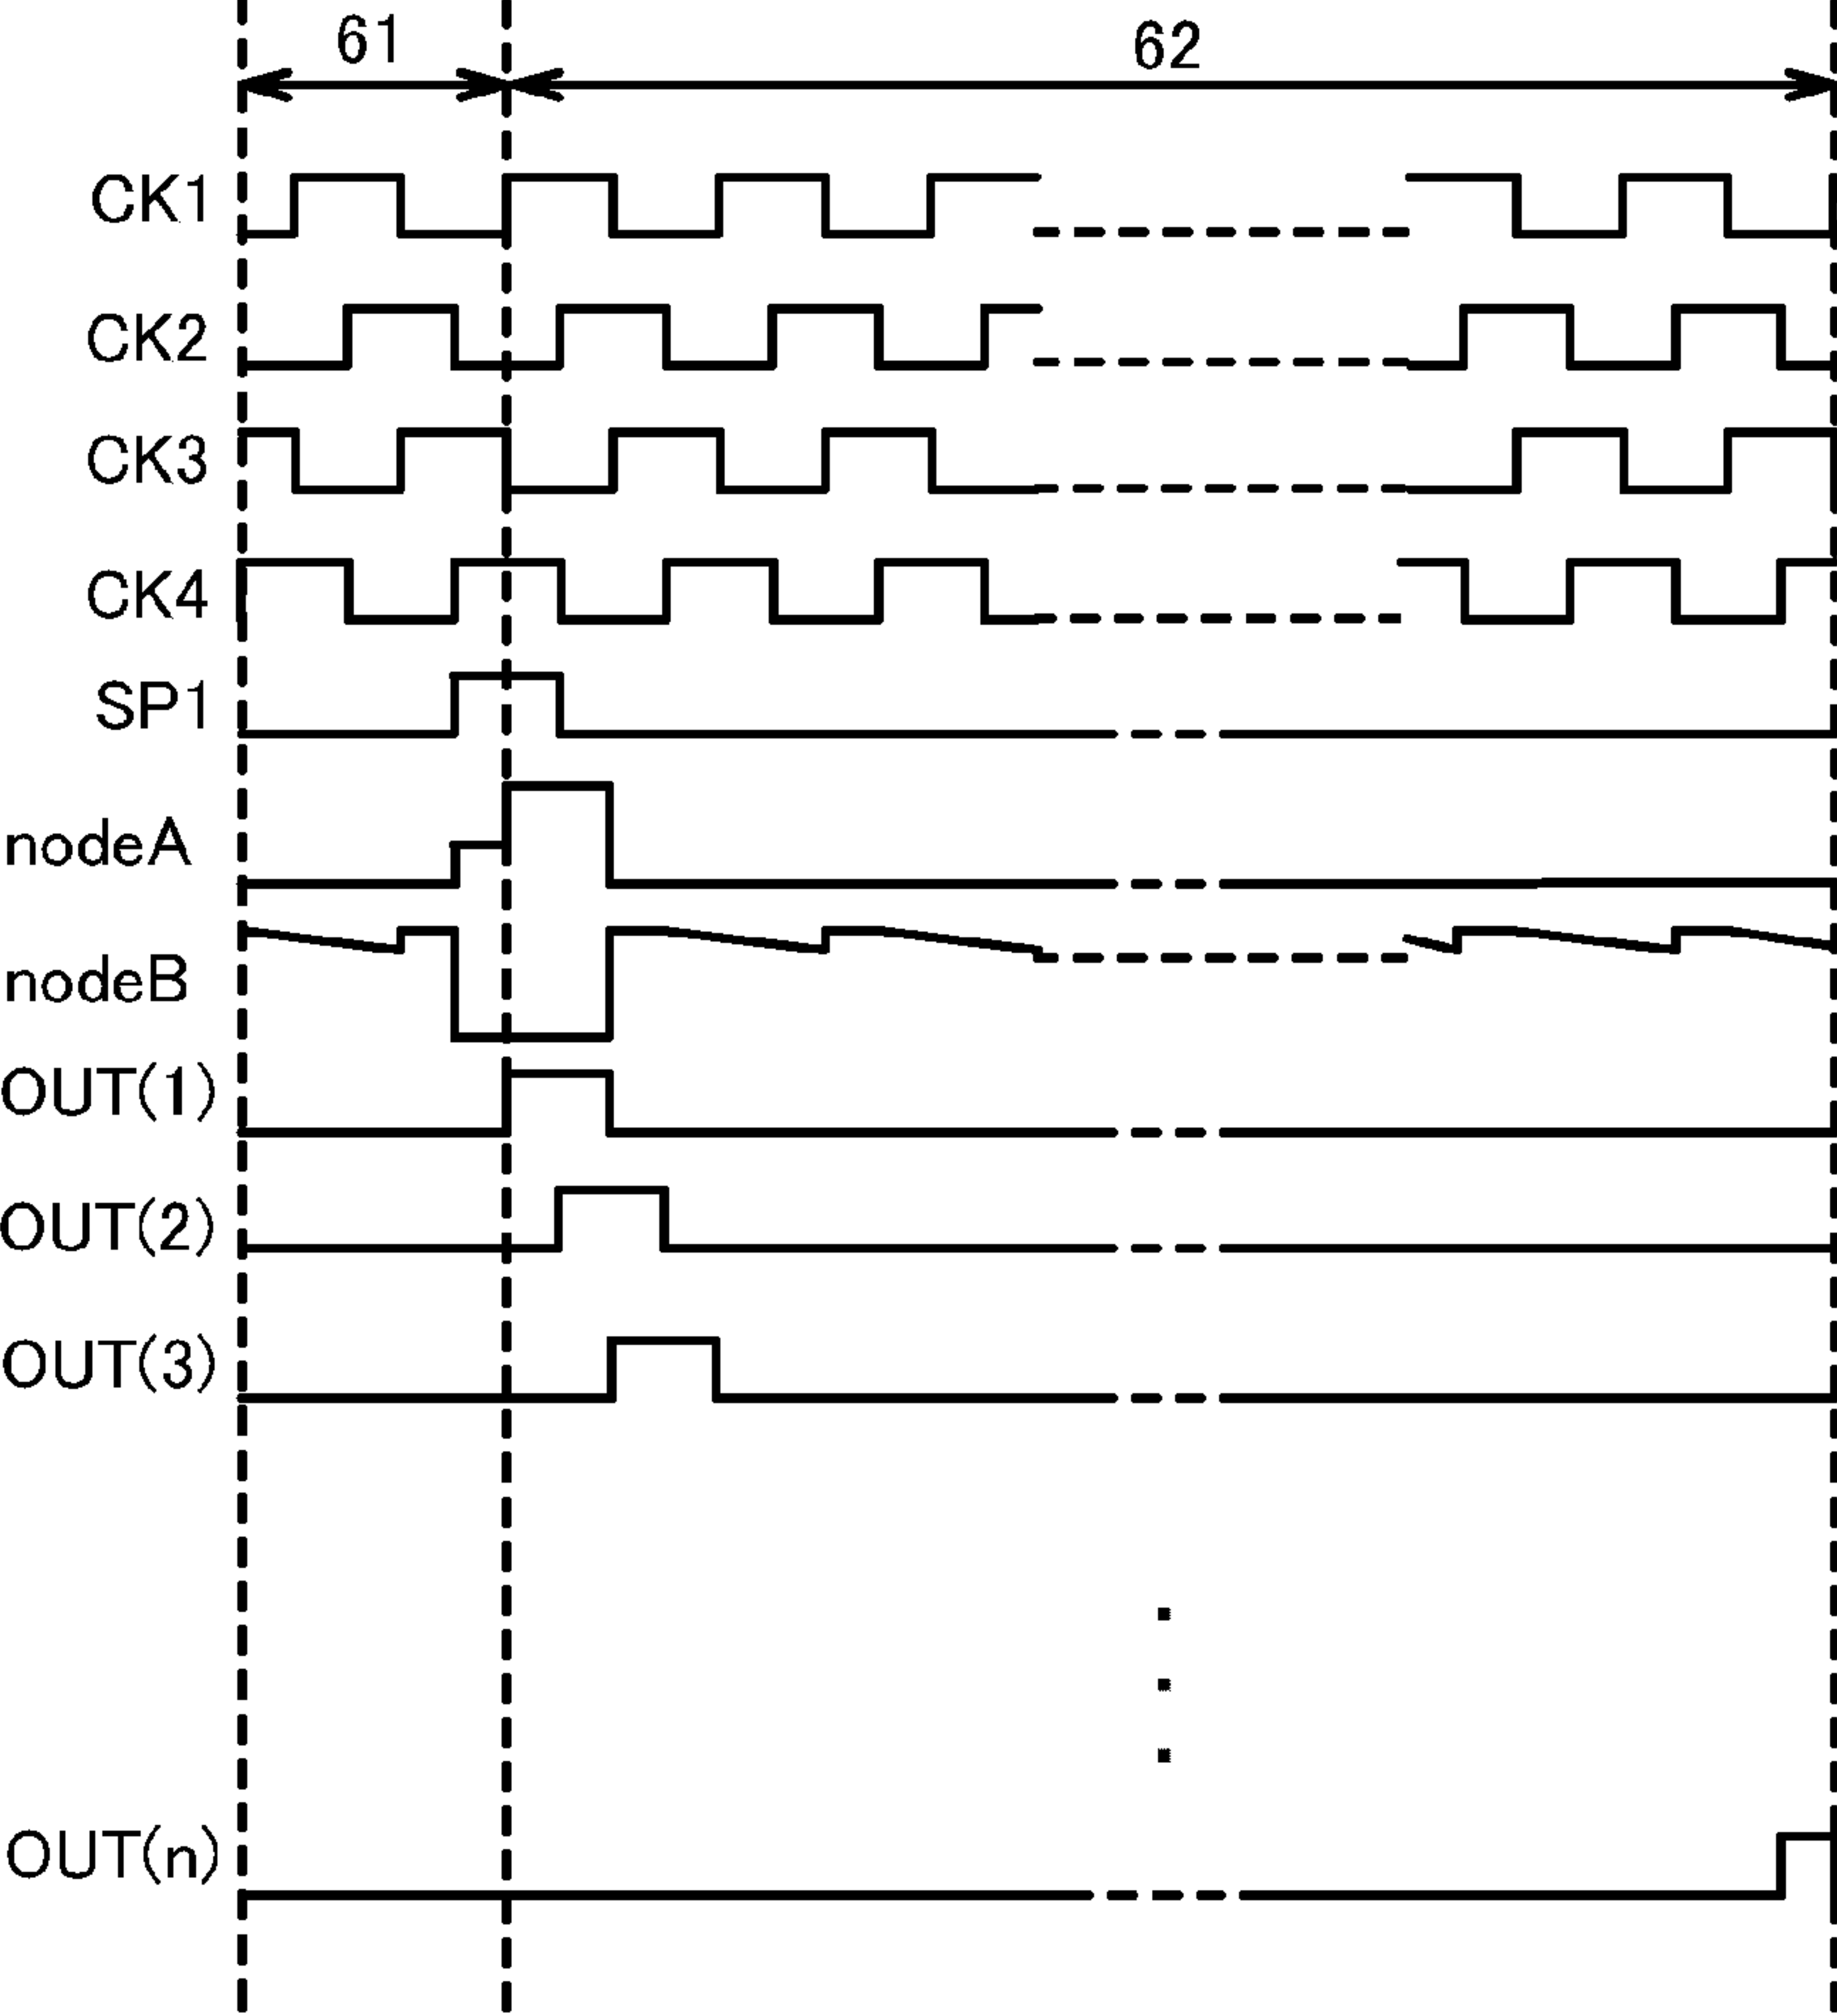 61
62
CK1
CK2
CK3
CK4
SP1
nodeA
nodeB
OUT(1)
OUT(2)
OUT(3)
OUT(n)